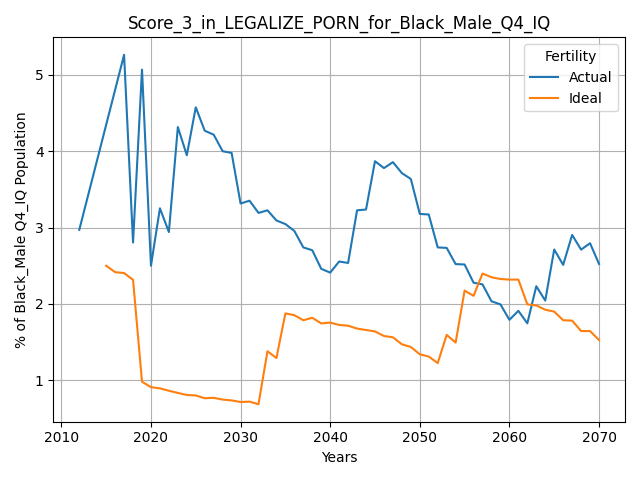 Score_3_in_LEGALIZE_PORN_for_Black_Male_Q4_IQ
Fertility
Actual
Ideal
% of Black_Male Q4_IQ Population
5
4
3
2
1
2010 2020 2030 2040 2050 2060 2070
Years